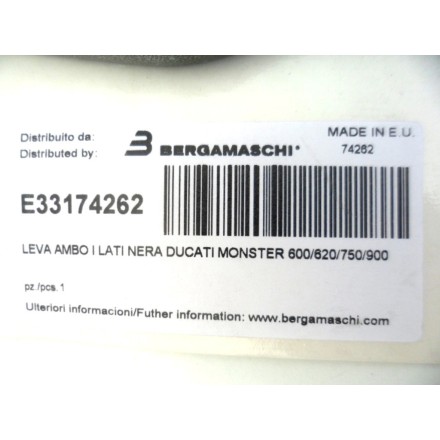 Distribuito da:
Distributed by:
BERGAMASCHI
MADE IN E.U.
74262
E33174262
LEVA AMBO I LATI NERA DUCATI MONSTER 600/620/750/900
pz./pcs. 1
Ulteriori informacioni/Futher information: www.bergamaschi.com